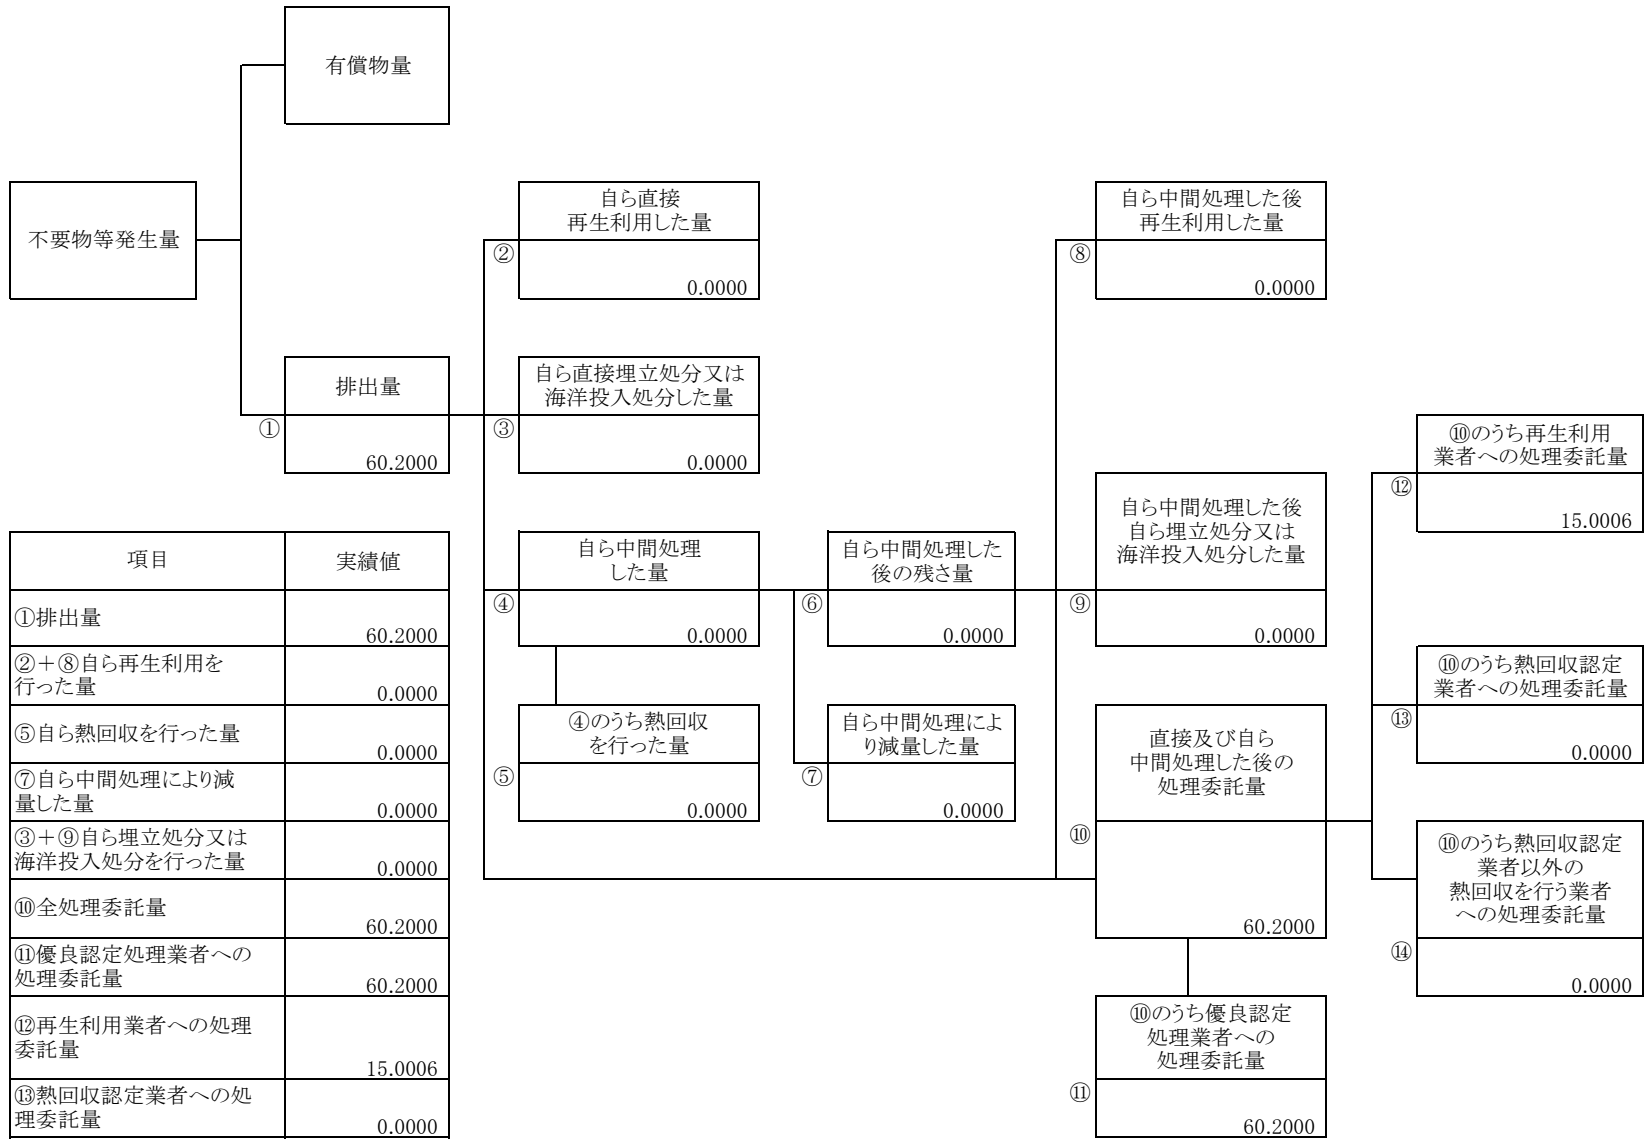 有償物量
不要物等発生量
自ら直接
再生利用した量
②
0.0000
自ら中間処理した後
再生利用した量
⑧
0.0000
排出量
①
60.2000
自ら直接埋立処分又は
海洋投入処分した量
③
0.0000
⑩のうち再生利用
業者への処理委託量
⑫
15.0006
自ら中間処理した後
自ら埋立処分又は
海洋投入処分した量
⑨
0.0000
自ら中間処理
した量
④
0.0000
自ら中間処理した
後の残さ量
⑥
0.0000
⑩のうち熱回収認定
業者への処理委託量
⑬
0.0000
④のうち熱回収
を行った量
⑤
0.0000
自ら中間処理によ
り減量した量
⑦
0.0000
直接及び自ら
中間処理した後の
処理委託量
⑩
60.2000
⑩のうち熱回収認定
業者以外の
熱回収を行う業者
への処理委託量
⑭
0.0000
⑩のうち優良認定
処理業者への
処理委託量
⑪
60.2000
項目 実績値
①排出量
60.2000
②＋⑧自ら再生利用を
行った量
0.0000
⑤自ら熱回収を行った量
0.0000
⑦自ら中間処理により減
量した量
0.0000
③＋⑨自ら埋立処分又は
海洋投入処分を行った量
0.0000
⑩全処理委託量
60.2000
⑪優良認定処理業者への
処理委託量
60.2000
⑫再生利用業者への処理
委託量
15.0006
⑬熱回収認定業者への処
理委託量
0.0000